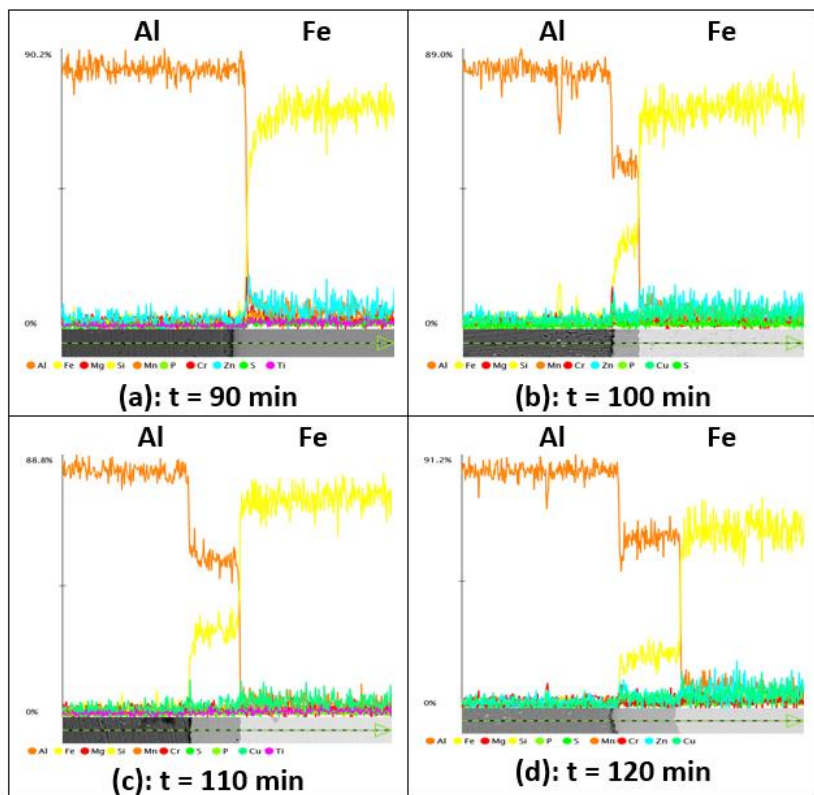 Al Fe
90.2%
0%
Al Fe Mg Si Mn P Cr Zn S Ti
(a): t = 90 min
Al Fe
89.0%
0%
Al Fe Mg Si Mn Cr Zn P Cu S
(b): t = 100 min
Al Fe
88.8%
0%
Al Fe Mg Si Mn Cr S P Cu Ti
(c): t = 110 min
Al Fe
91.2%
0%
Al Fe Mg Si P S Mn Cr Zn Cu
(d): t = 120 min